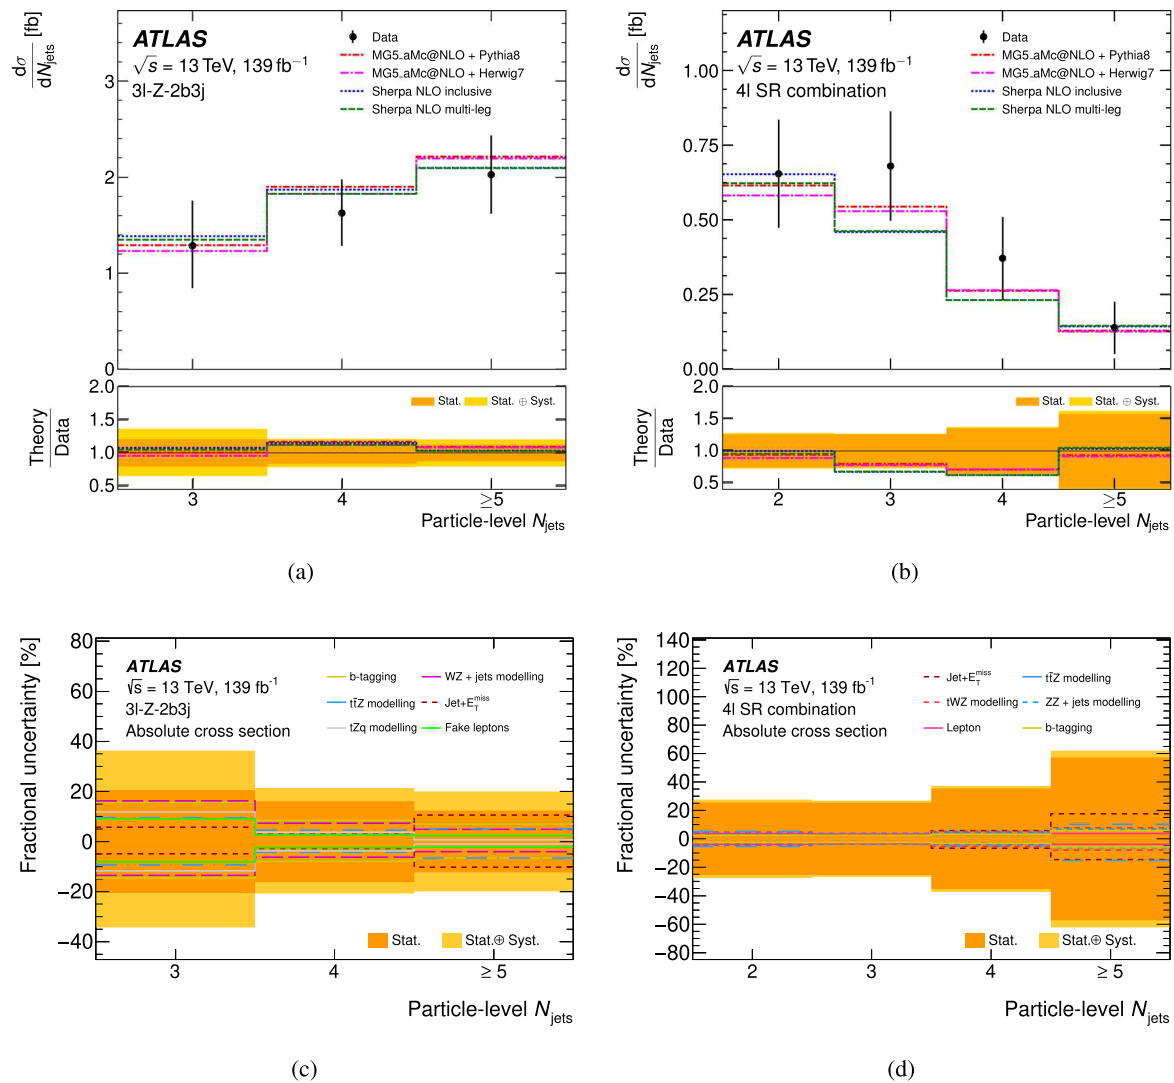 dσ
dN_jets [fb]
ATLAS
√s = 13 TeV, 139 fb⁻¹
3l-Z-2b3j
Data
MG5_aMc@NLO + Pythia8
MG5_aMc@NLO + Herwig7
Sherpa NLO inclusive
Sherpa NLO multi-leg
3
2
1
0
Theory
Data
2.0
1.5
1.0
0.5
Stat.
Stat. ⊕ Syst.
3
4
≥5
Particle-level N_jets
(a)
dσ
dN_jets [fb]
ATLAS
√s = 13 TeV, 139 fb⁻¹
4l SR combination
Data
MG5_aMc@NLO + Pythia8
MG5_aMc@NLO + Herwig7
Sherpa NLO inclusive
Sherpa NLO multi-leg
1.00
0.75
0.50
0.25
0.00
Theory
Data
2.0
1.5
1.0
0.5
Stat.
Stat. ⊕ Syst.
2
3
4
≥5
Particle-level N_jets
(b)
Fractional uncertainty [%]
80
60
40
20
0
−20
−40
ATLAS
√s = 13 TeV, 139 fb⁻¹
3l-Z-2b3j
Absolute cross section
b-tagging
tt̄Z modelling
tZq modelling
WZ + jets modelling
Jet+E_T^miss
Fake leptons
Stat.
Stat.⊕ Syst.
3
4
≥ 5
Particle-level N_jets
(c)
Fractional uncertainty [%]
140
120
100
80
60
40
20
0
−20
−40
−60
−80
ATLAS
√s = 13 TeV, 139 fb⁻¹
4l SR combination
Absolute cross section
Jet+E_T^miss
tWZ modelling
Lepton
tt̄Z modelling
ZZ + jets modelling
b-tagging
Stat.
Stat.⊕ Syst.
2
3
4
≥ 5
Particle-level N_jets
(d)